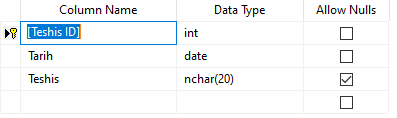 Column Name Data Type Allow Nulls
[Teshis ID] int
Tarih date
Teshis nchar(20)